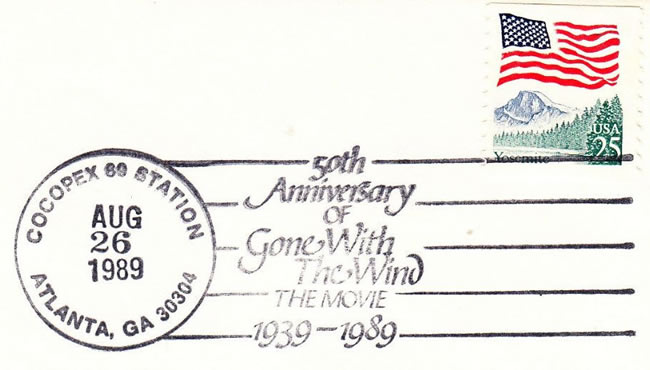 USA
25
Yosemite
COCOPEX 89 STATION
AUG
26
1989
ATLANTA, GA 30304
50th
Anniversary
OF
Gone With
The Wind
THE MOVIE
1939-1989